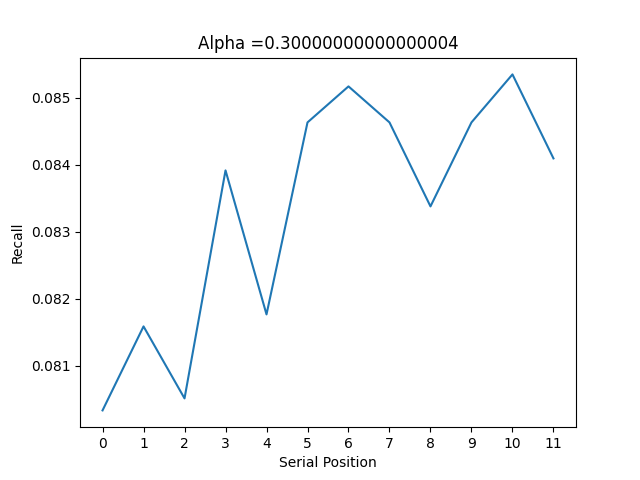 Alpha =0.30000000000000004
0.085
0.084
0.083
0.082
0.081
Recall
0 1 2 3 4 5 6 7 8 9 10 11
Serial Position